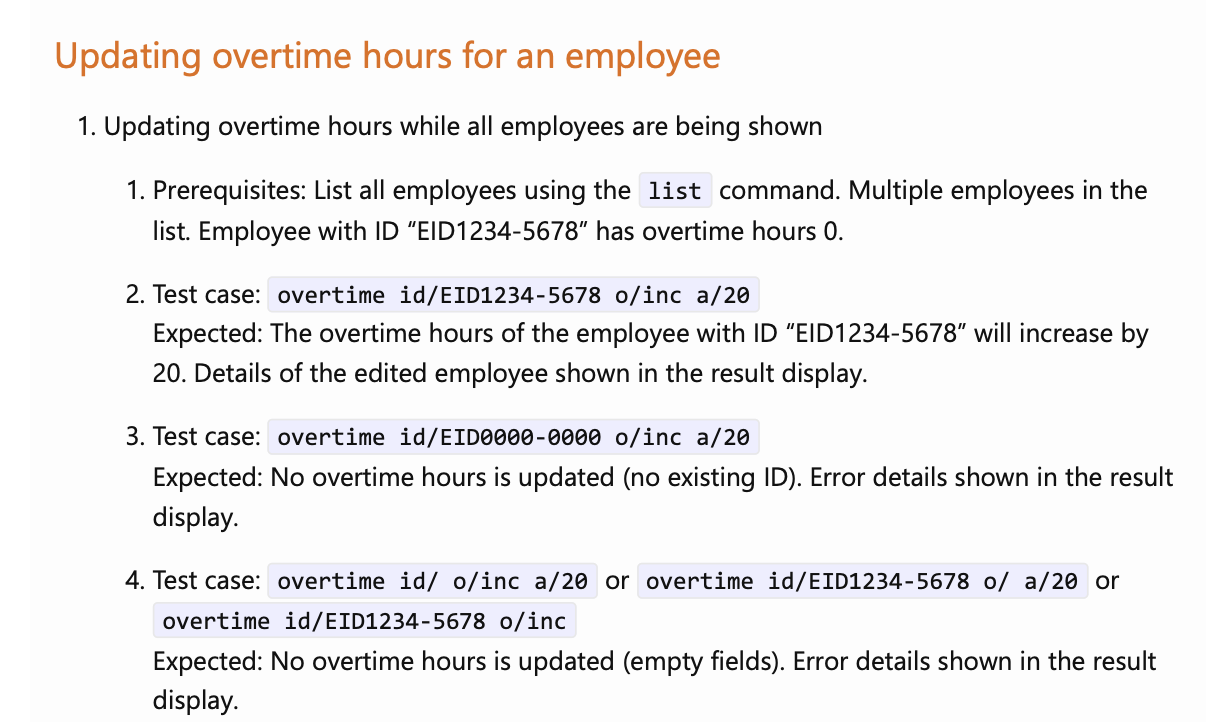 Updating overtime hours for an employee
1. Updating overtime hours while all employees are being shown
1. Prerequisites: List all employees using the list command. Multiple employees in the
list. Employee with ID “EID1234-5678” has overtime hours 0.
2. Test case: overtime id/EID1234-5678 o/inc a/20
Expected: The overtime hours of the employee with ID “EID1234-5678” will increase by
20. Details of the edited employee shown in the result display.
3. Test case: overtime id/EID0000-0000 o/inc a/20
Expected: No overtime hours is updated (no existing ID). Error details shown in the result
display.
4. Test case: overtime id/ o/inc a/20 or overtime id/EID1234-5678 o/ a/20 or
overtime id/EID1234-5678 o/inc
Expected: No overtime hours is updated (empty fields). Error details shown in the result
display.